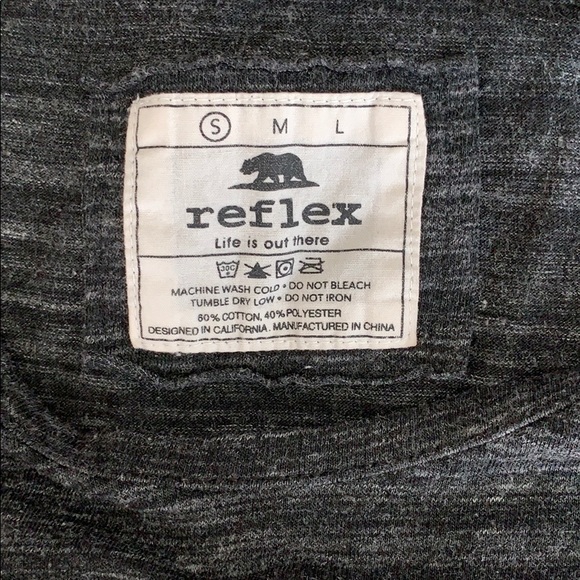 S M L
reflex
Life is out there
30C
MACHINE WASH COLD • DO NOT BLEACH
TUMBLE DRY LOW • DO NOT IRON
60% COTTON, 40% POLYESTER
DESIGNED IN CALIFORNIA. MANUFACTURED IN CHINA